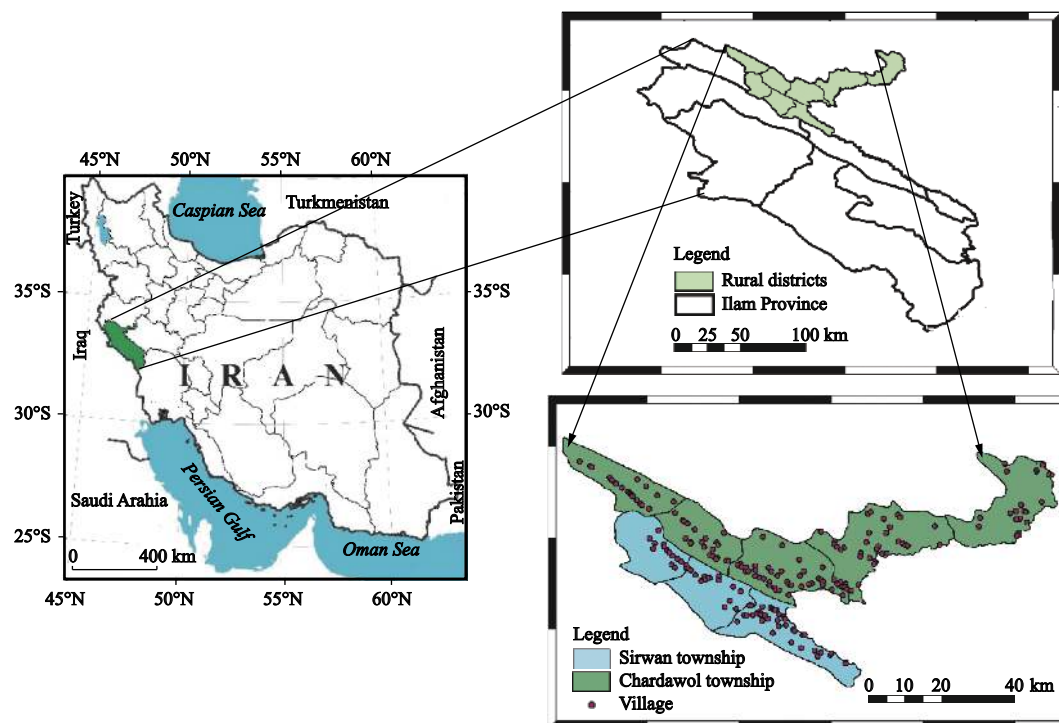 45°N 50°N 55°N 60°N
Turkey
Caspian Sea
Turkmenistan
35°S
35°S
Iraq
I R A N
Afghanistan
30°S
30°S
Persian Gulf
Pakistan
Saudi Arahia
25°S
25°S
0 400 km
Oman Sea
45°N 50°N 55°N 60°N
Legend
Rural districts
Ilam Province
0 25 50 100 km
Legend
Sirwan township
Chardawol township
Village
0 10 20 40 km